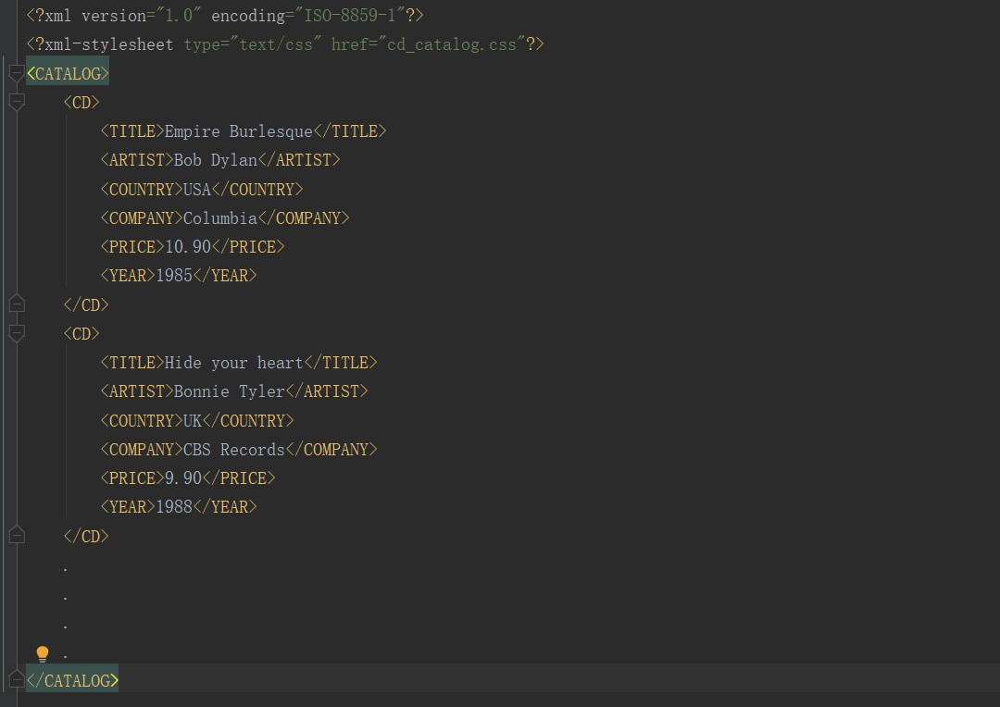 <?xml version="1.0" encoding="ISO-8859-1"?>
<?xml-stylesheet type="text/css" href="cd_catalog.css"?>
<CATALOG>
    <CD>
        <TITLE>Empire Burlesque</TITLE>
        <ARTIST>Bob Dylan</ARTIST>
        <COUNTRY>USA</COUNTRY>
        <COMPANY>Columbia</COMPANY>
        <PRICE>10.90</PRICE>
        <YEAR>1985</YEAR>
    </CD>
    <CD>
        <TITLE>Hide your heart</TITLE>
        <ARTIST>Bonnie Tyler</ARTIST>
        <COUNTRY>UK</COUNTRY>
        <COMPANY>CBS Records</COMPANY>
        <PRICE>9.90</PRICE>
        <YEAR>1988</YEAR>
    </CD>
    .
    .
    .
    .
</CATALOG>